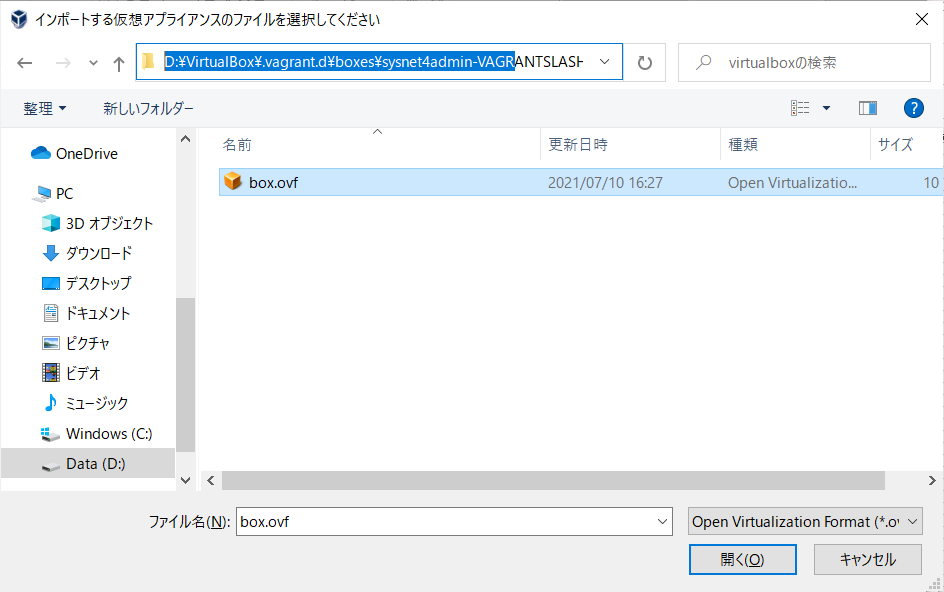 インポートする仮想アプライアンスのファイルを選択してください
D:¥VirtualBox¥.vagrant.d¥boxes¥sysnet4admin-VAGRANTSLASH
virtualboxの検索
整理
新しいフォルダー
?
名前
更新日時
種類
サイズ
OneDrive
PC
3D オブジェクト
ダウンロード
デスクトップ
ドキュメント
ピクチャ
ビデオ
ミュージック
Windows (C:)
Data (D:)
box.ovf
2021/07/10 16:27
Open Virtualizatio...
10
ファイル名(N):
box.ovf
Open Virtualization Format (*.ov
開く(O)
キャンセル